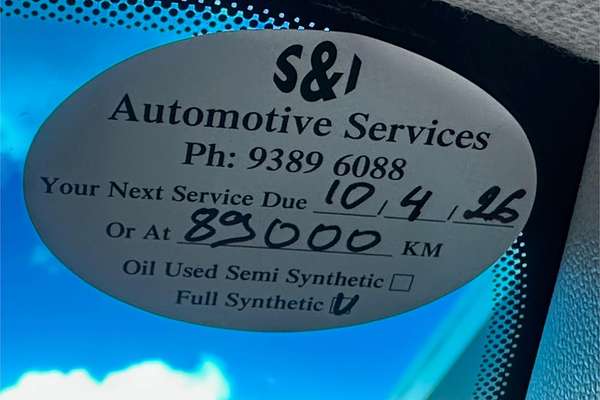 S&I
Automotive Services
Ph: 9389 6088
Your Next Service Due 10/4/26
Or At 89000 KM
Oil Used Semi Synthetic ☐
Full Synthetic ☑